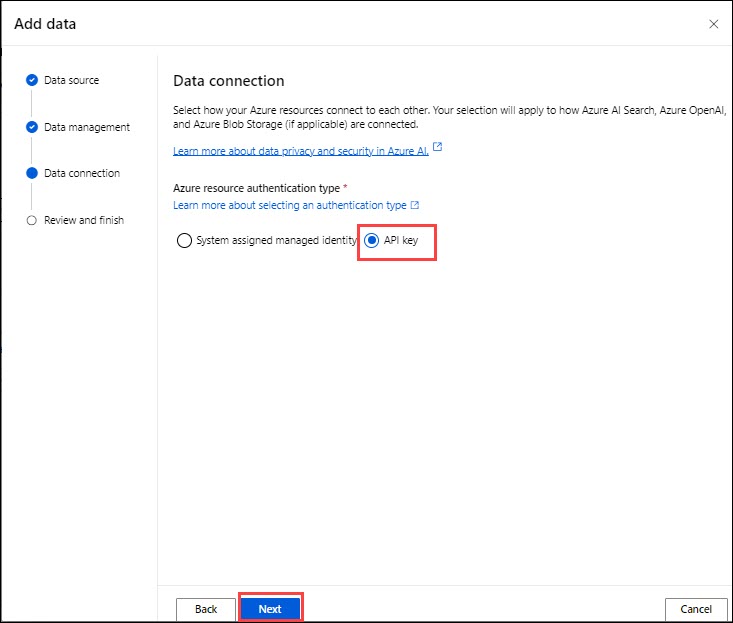 Add data
Data source
Data management
Data connection
Review and finish
Data connection
Select how your Azure resources connect to each other. Your selection will apply to how Azure AI Search, Azure OpenAI,
and Azure Blob Storage (if applicable) are connected.
Learn more about data privacy and security in Azure AI.
Azure resource authentication type *
Learn more about selecting an authentication type
System assigned managed identity API key
Back Next Cancel